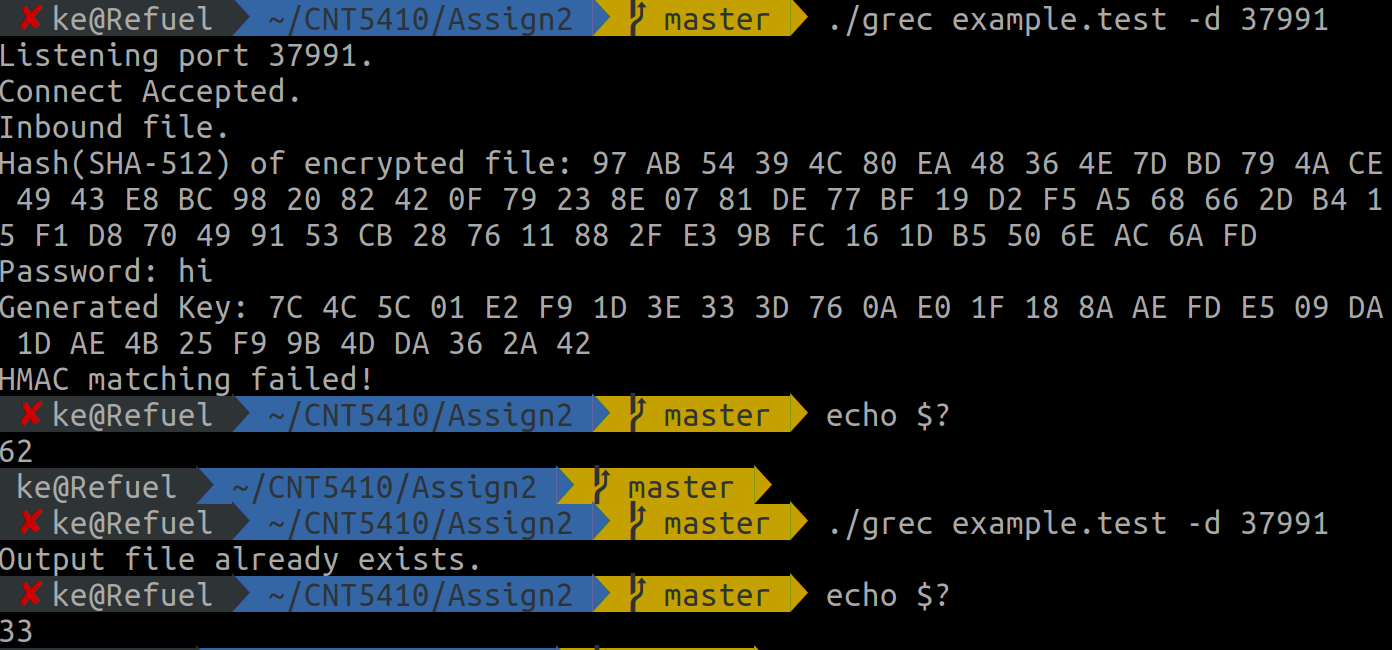 ✘ ke@Refuel ~/CNT5410/Assign2 master ./grec example.test -d 37991
Listening port 37991.
Connect Accepted.
Inbound file.
Hash(SHA-512) of encrypted file: 97 AB 54 39 4C 80 EA 48 36 4E 7D BD 79 4A CE
49 43 E8 BC 98 20 82 42 0F 79 23 8E 07 81 DE 77 BF 19 D2 F5 A5 68 66 2D B4 1
5 F1 D8 70 49 91 53 CB 28 76 11 88 2F E3 9B FC 16 1D B5 50 6E AC 6A FD
Password: hi
Generated Key: 7C 4C 5C 01 E2 F9 1D 3E 33 3D 76 0A E0 1F 18 8A AE FD E5 09 DA
1D AE 4B 25 F9 9B 4D DA 36 2A 42
HMAC matching failed!
✘ ke@Refuel ~/CNT5410/Assign2 master echo $?
62
ke@Refuel ~/CNT5410/Assign2 master
✘ ke@Refuel ~/CNT5410/Assign2 master ./grec example.test -d 37991
Output file already exists.
✘ ke@Refuel ~/CNT5410/Assign2 master echo $?
33